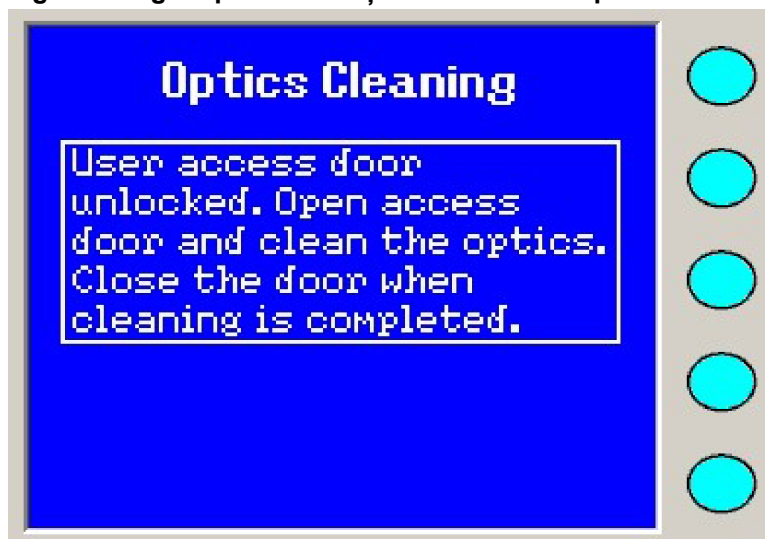 Optics Cleaning
User access door
unlocked. Open access
door and clean the optics.
Close the door when
cleaning is completed.